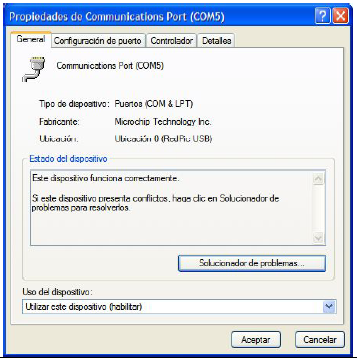 Propiedades de Communications Port (COM5)
General Configuración de puerto Controlador Detalles
Communications Port (COM5)
Tipo de dispositivo: Puertos (COM & LPT)
Fabricante: Microchip Technology Inc.
Ubicación: Ubicación 0 (RedPic USB)
Estado del dispositivo
Este dispositivo funciona correctamente.
Si este dispositivo presenta conflictos, haga clic en Solucionador de
problemas para resolverlos.
Solucionador de problemas...
Uso del dispositivo:
Utilizar este dispositivo (habilitar)
Aceptar Cancelar